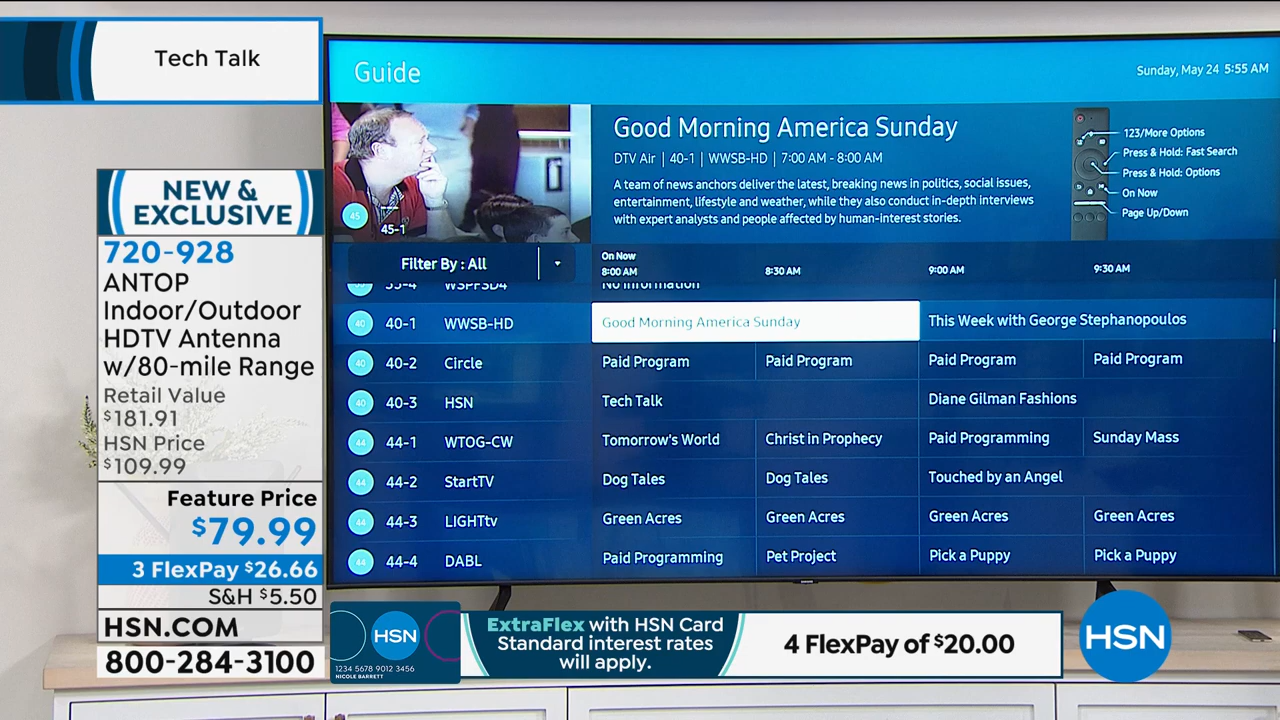 Tech Talk
NEW &
EXCLUSIVE
720-928
ANTOP
Indoor/Outdoor
HDTV Antenna
w/80-mile Range
Retail Value
$181.91
HSN Price
$109.99
Feature Price
$79.99
3 FlexPay $26.66
S&H $5.50
HSN.COM
800-284-3100
Guide
Sunday, May 24 5:55 AM
45
45-1
Good Morning America Sunday
DTV Air | 40-1 | WWSB-HD | 7:00 AM - 8:00 AM
A team of news anchors deliver the latest, breaking news in politics, social issues,
entertainment, lifestyle and weather, while they also conduct in-depth interviews
with expert analysts and people affected by human-interest stories.
123/More Options
Press & Hold: Fast Search
Press & Hold: Options
On Now
Page Up/Down
Filter By : All
On Now
8:00 AM 8:30 AM 9:00 AM 9:30 AM
WSPFSD4 No Information
40 40-1 WWSB-HD Good Morning America Sunday This Week with George Stephanopoulos
40 40-2 Circle Paid Program Paid Program Paid Program Paid Program
40 40-3 HSN Tech Talk Diane Gilman Fashions
44 44-1 WTOG-CW Tomorrow's World Christ in Prophecy Paid Programming Sunday Mass
44 44-2 StartTV Dog Tales Dog Tales Touched by an Angel
44 44-3 LIGHTtv Green Acres Green Acres Green Acres Green Acres
44 44-4 DABL Paid Programming Pet Project Pick a Puppy Pick a Puppy
HSN
1234 5678 9012 3456
NICOLE BARRETT
ExtraFlex with HSN Card
Standard interest rates
will apply.
4 FlexPay of $20.00
HSN